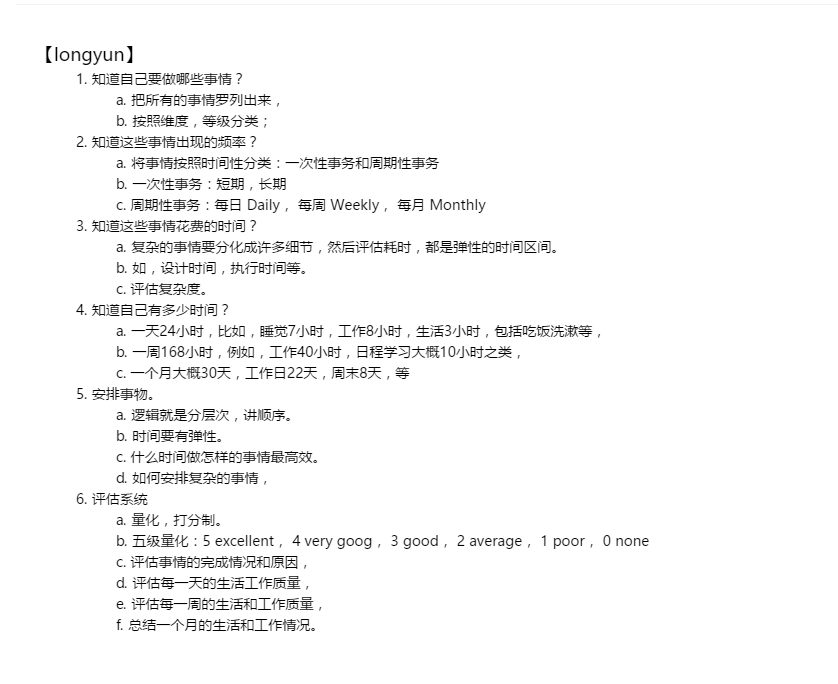 【longyun】
1. 知道自己要做哪些事情？
a. 把所有的事情罗列出来，
b. 按照维度，等级分类；
2. 知道这些事情出现的频率？
a. 将事情按照时间性分类：一次性事务和周期性事务
b. 一次性事务：短期，长期
c. 周期性事务：每日 Daily， 每周 Weekly， 每月 Monthly
3. 知道这些事情花费的时间？
a. 复杂的事情要分化成许多细节，然后评估耗时，都是弹性的时间区间。
b. 如，设计时间，执行时间等。
c. 评估复杂度。
4. 知道自己有多少时间？
a. 一天24小时，比如，睡觉7小时，工作8小时，生活3小时，包括吃饭洗漱等，
b. 一周168小时，例如，工作40小时，日程学习大概10小时之类，
c. 一个月大概30天，工作日22天，周末8天，等
5. 安排事物。
a. 逻辑就是分层次，讲顺序。
b. 时间要有弹性。
c. 什么时间做怎样的事情最高效。
d. 如何安排复杂的事情，
6. 评估系统
a. 量化，打分制。
b. 五级量化：5 excellent， 4 very goog， 3 good， 2 average， 1 poor， 0 none
c. 评估事情的完成情况和原因，
d. 评估每一天的生活工作质量，
e. 评估每一周的生活和工作质量，
f. 总结一个月的生活和工作情况。